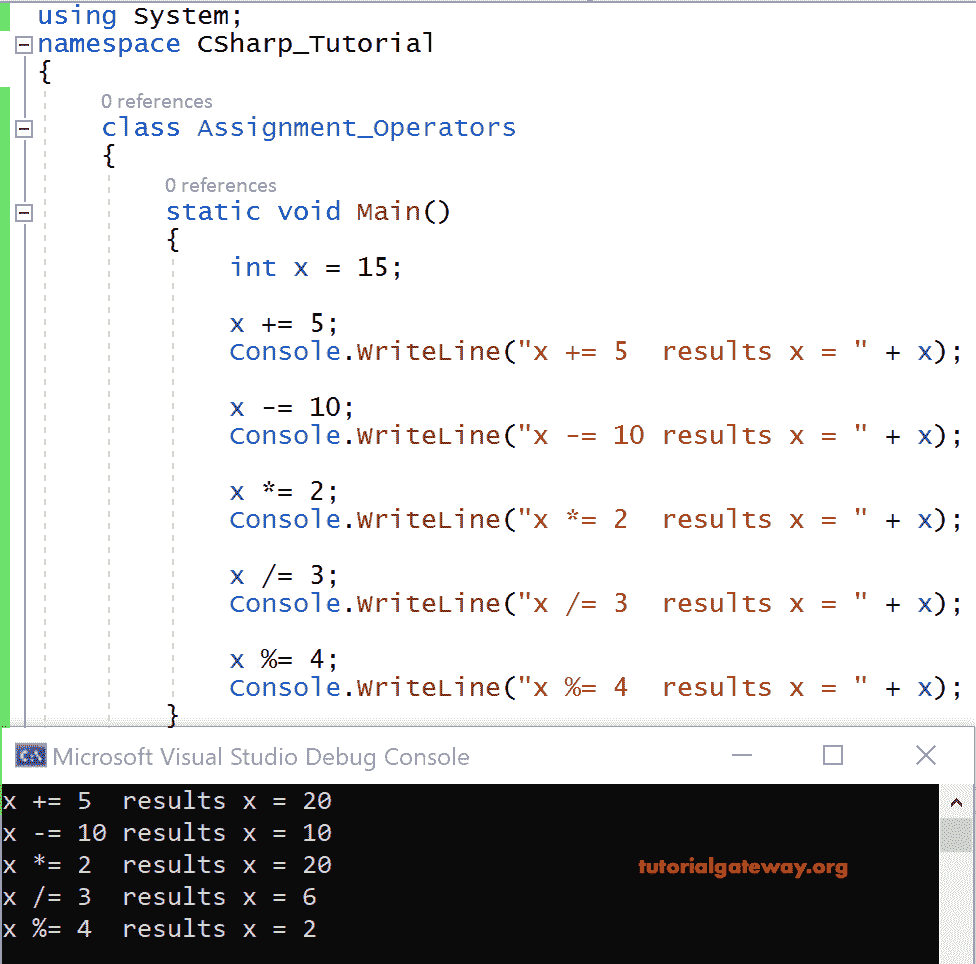 using System;
namespace CSharp_Tutorial
{
0 references
class Assignment_Operators
{
0 references
static void Main()
{
int x = 15;
x += 5;
Console.WriteLine("x += 5  results x = " + x);
x -= 10;
Console.WriteLine("x -= 10 results x = " + x);
x *= 2;
Console.WriteLine("x *= 2  results x = " + x);
x /= 3;
Console.WriteLine("x /= 3  results x = " + x);
x %= 4;
Console.WriteLine("x %= 4  results x = " + x);
}
Microsoft Visual Studio Debug Console
x += 5  results x = 20
x -= 10 results x = 10
x *= 2  results x = 20
tutorialgateway.org
x /= 3  results x = 6
x %= 4  results x = 2